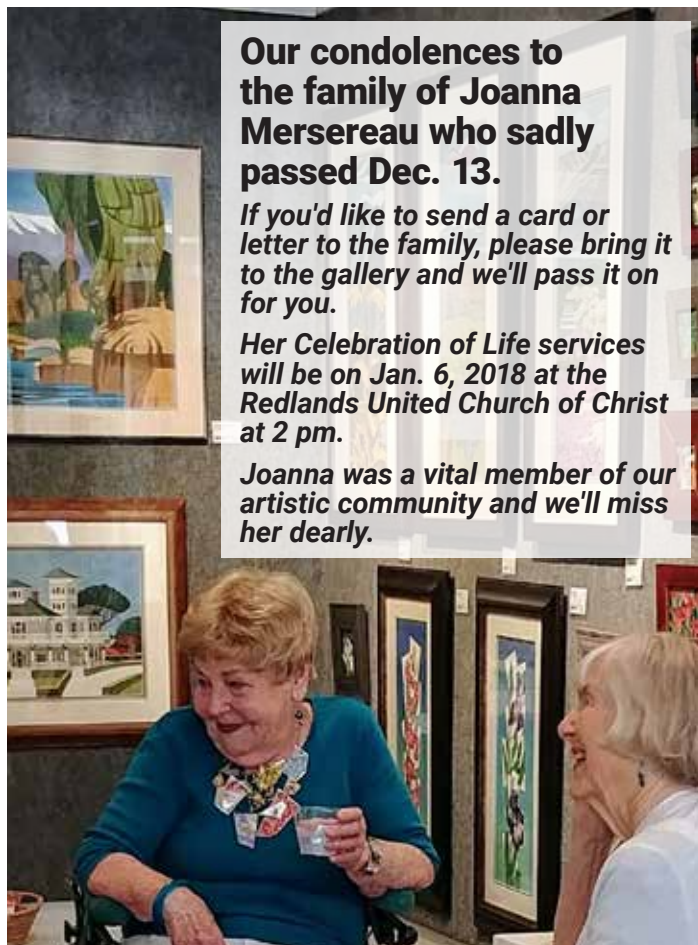 Our condolences to
the family of Joanna
Mersereau who sadly
passed Dec. 13.
If you'd like to send a card or
letter to the family, please bring it
to the gallery and we'll pass it on
for you.
Her Celebration of Life services
will be on Jan. 6, 2018 at the
Redlands United Church of Christ
at 2 pm.
Joanna was a vital member of our
artistic community and we'll miss
her dearly.